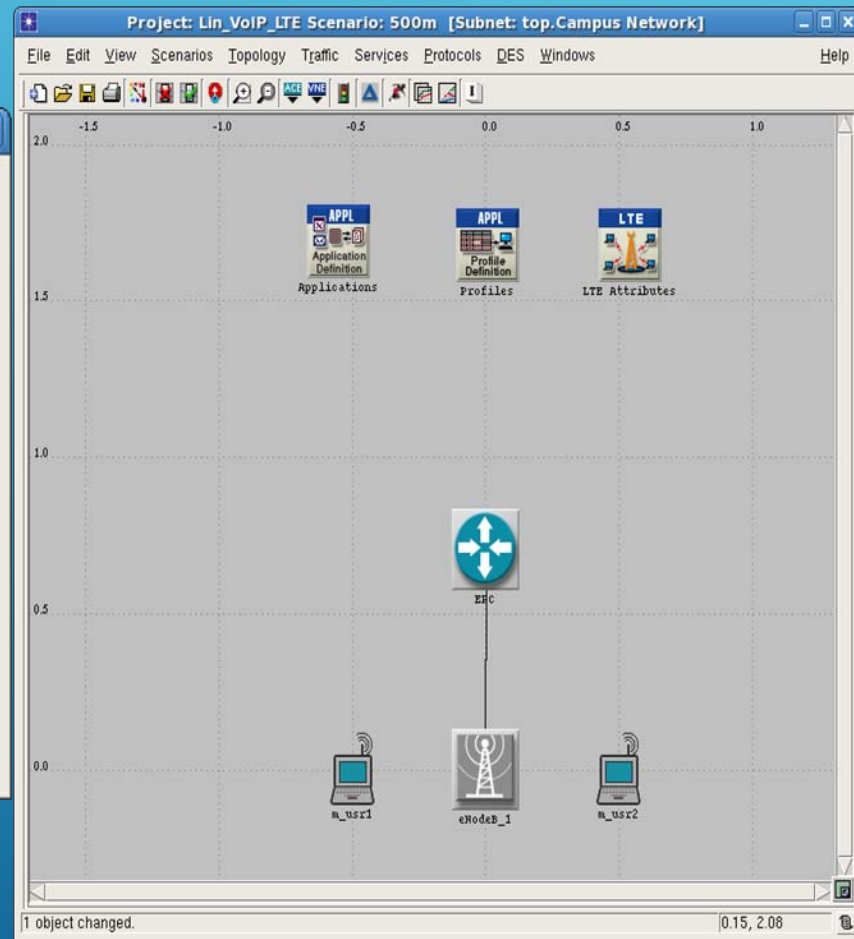 Project: Lin_VoIP_LTE Scenario: 500m [Subnet: top.Campus Network]
File Edit View Scenarios Topology Traffic Services Protocols DES Windows Help
ACE VNE
-1.5 -1.0 -0.5 0.0 0.5 1.0
2.0
APPL APPL LTE
Application Definition
Profile Definition
Applications Profiles LTE Attributes
1.5
1.0
EPC
0.5
0.0
m_usr1 eNodeB_1 m_usr2
1 object changed. 0.15, 2.08